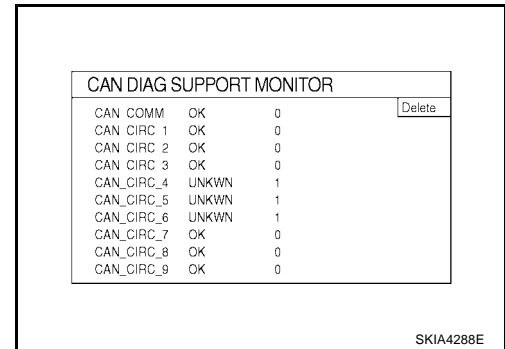 CAN DIAG SUPPORT MONITOR
Delete
CAN COMM OK 0
CAN CIRC 1 OK 0
CAN CIRC 2 OK 0
CAN CIRC 3 OK 0
CAN_CIRC_4 UNKWN 1
CAN_CIRC_5 UNKWN 1
CAN_CIRC_6 UNKWN 1
CAN_CIRC_7 OK 0
CAN_CIRC_8 OK 0
CAN_CIRC_9 OK 0
SKIA4288E